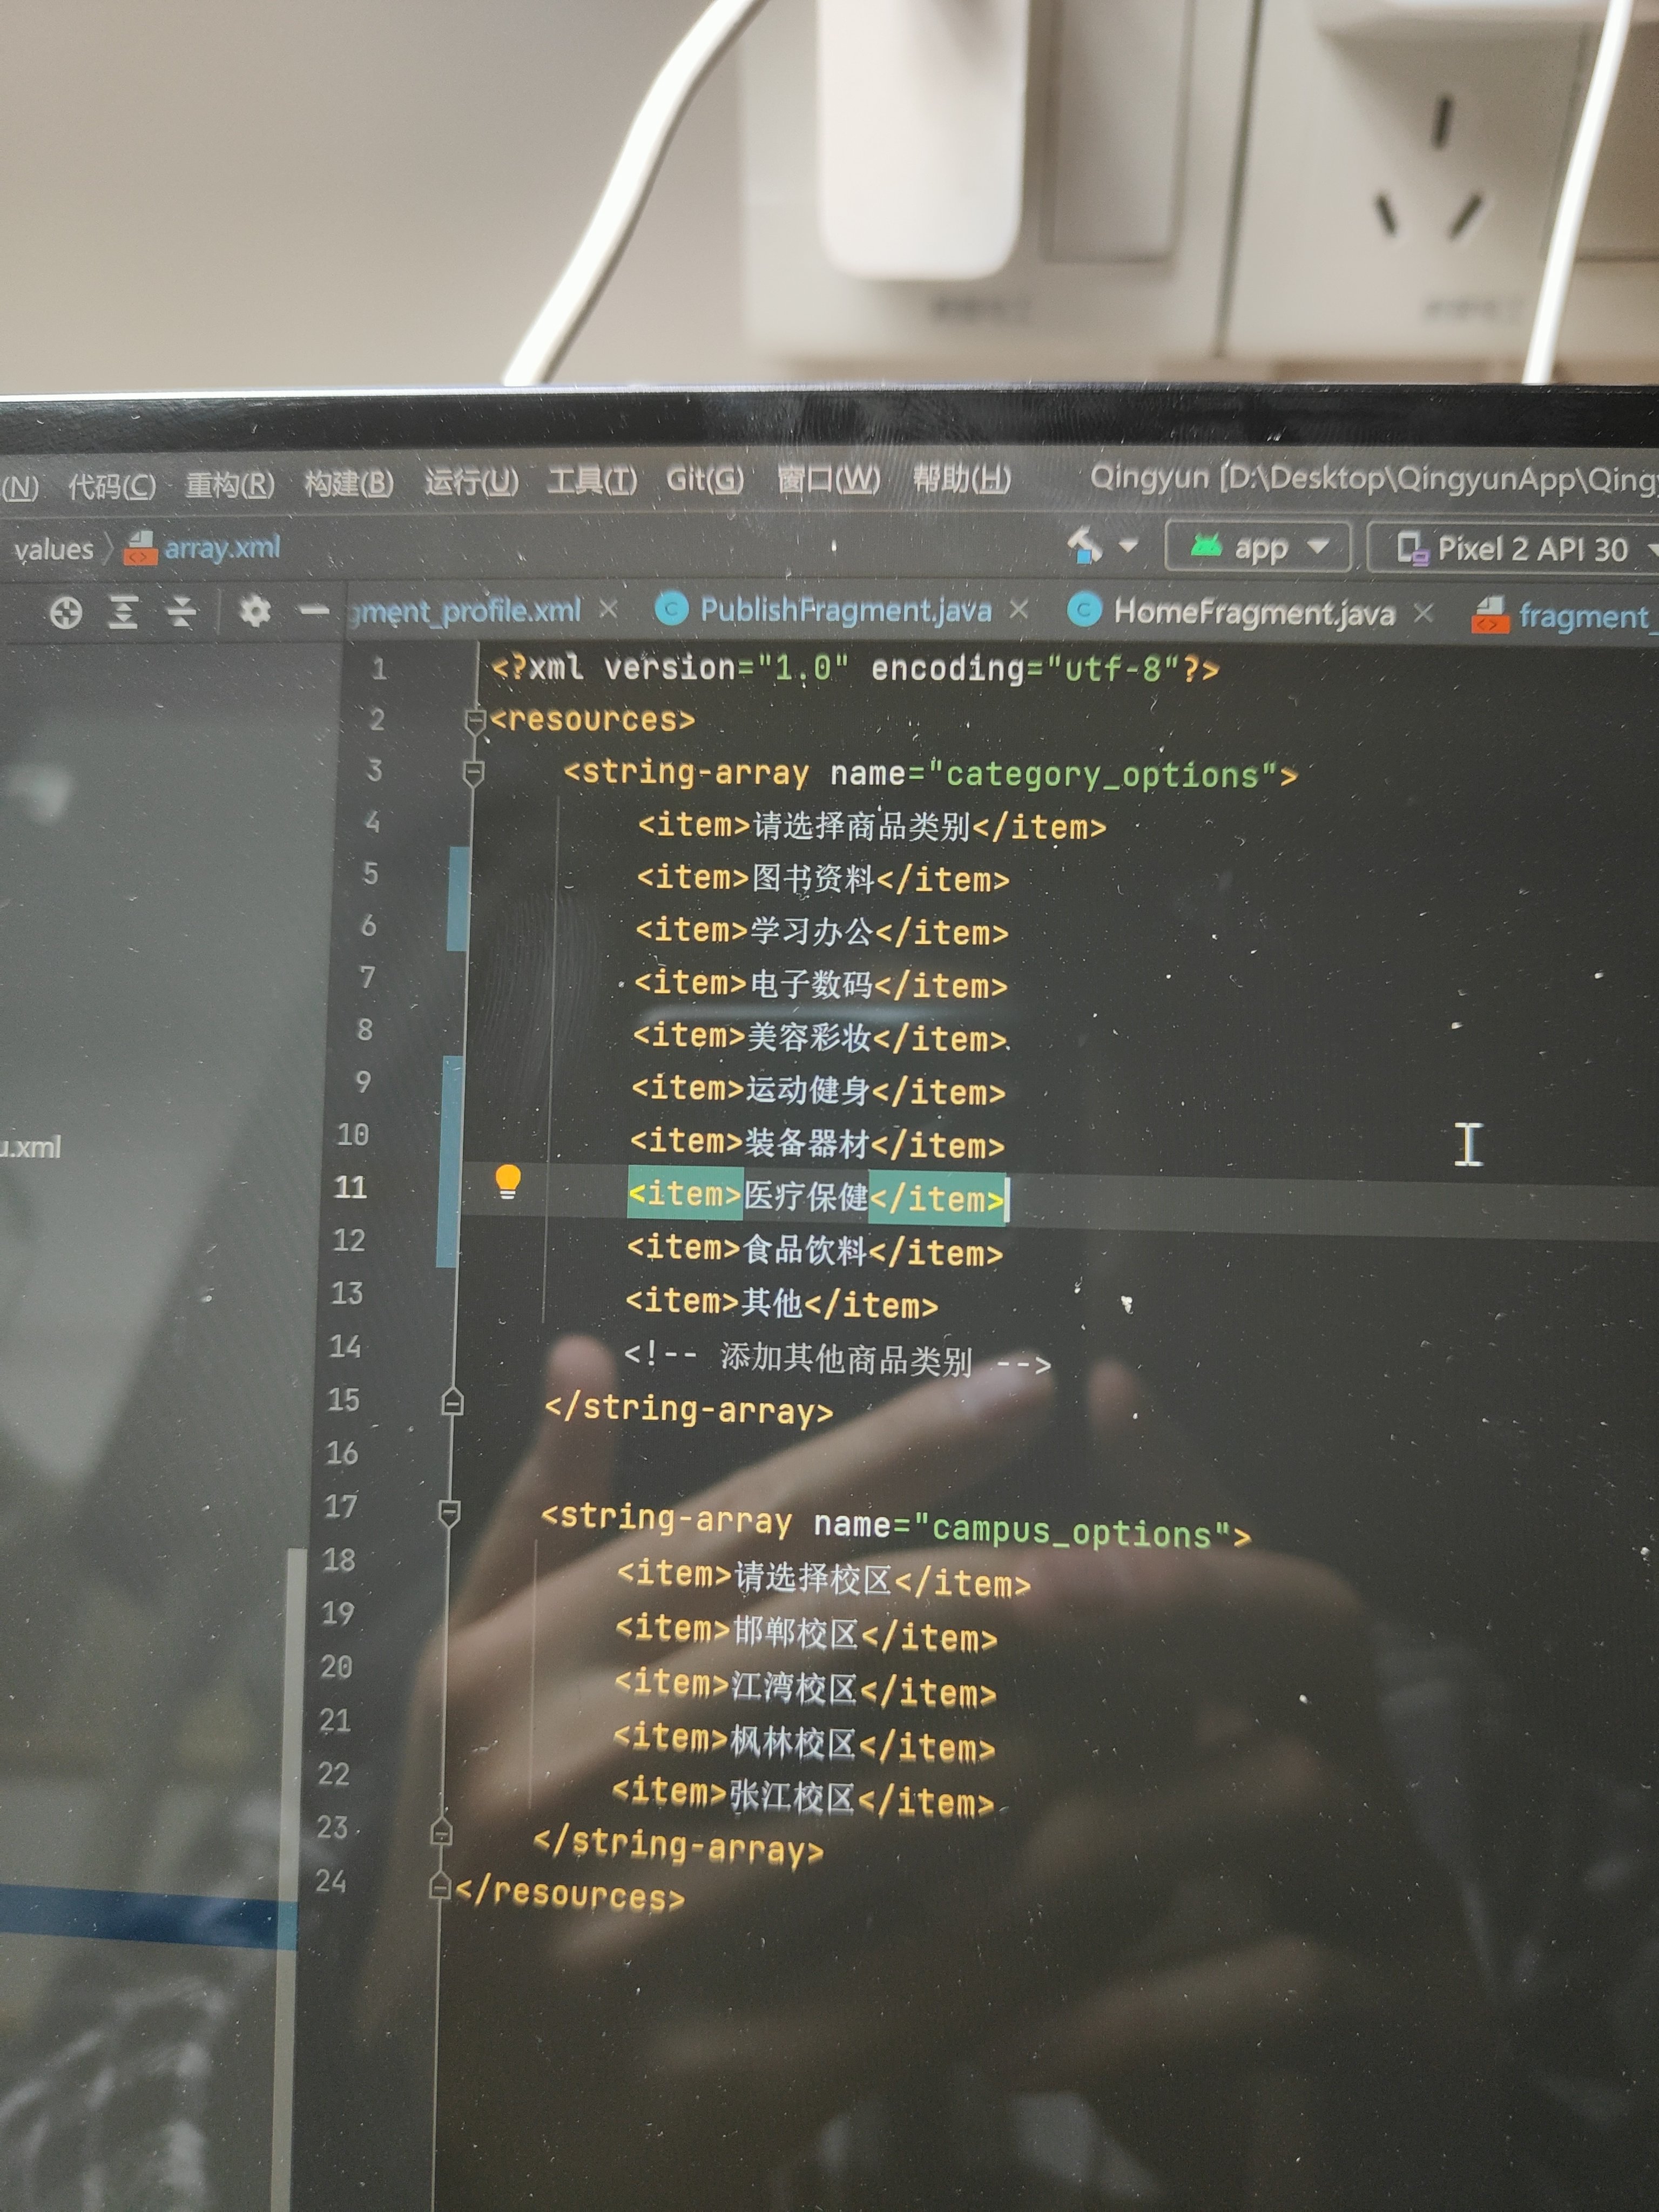 (N) 代码(C) 重构(R) 构建(B) 运行(U) 工具(T) Git(G) 窗口(W) 帮助(H) Qingyun [D:\Desktop\QingyunApp\Qingy
values array.xml app Pixel 2 API 30
gment_profile.xml PublishFragment.java HomeFragment.java fragment_
u.xml
1 <?xml version="1.0" encoding="utf-8"?>
2 <resources>
3 <string-array name="category_options">
4 <item>请选择商品类别</item>
5 <item>图书资料</item>
6 <item>学习办公</item>
7 <item>电子数码</item>
8 <item>美容彩妆</item>
9 <item>运动健身</item>
10 <item>装备器材</item>
11 <item>医疗保健</item>
12 <item>食品饮料</item>
13 <item>其他</item>
14 <!-- 添加其他商品类别 -->
15 </string-array>
16
17 <string-array name="campus_options">
18 <item>请选择校区</item>
19 <item>邯郸校区</item>
20 <item>江湾校区</item>
21 <item>枫林校区</item>
22 <item>张江校区</item>
23 </string-array>
24 </resources>